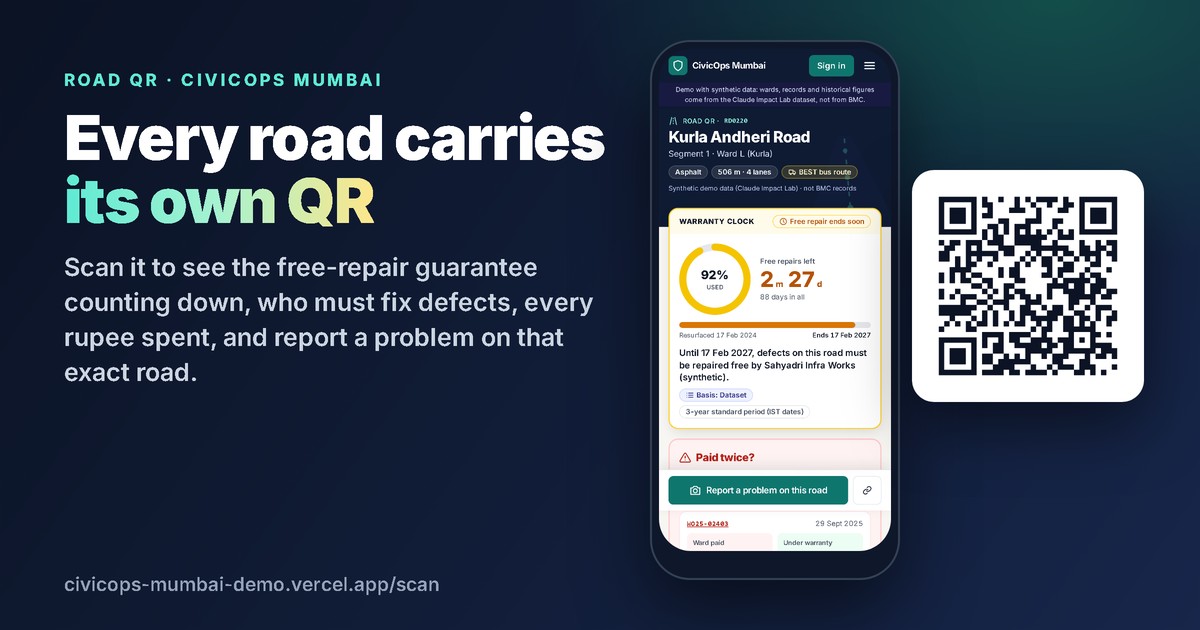 ROAD QR · CIVICOPS MUMBAI
Every road carries
its own QR
Scan it to see the free-repair guarantee
counting down, who must fix defects, every
rupee spent, and report a problem on that
exact road.
civicops-mumbai-demo.vercel.app/scan
CivicOps Mumbai
Sign in
Demo with synthetic data: wards, records and historical figures
come from the Claude Impact Lab dataset, not from BMC.
ROAD QR · RD0220
Kurla Andheri Road
Segment 1 · Ward L (Kurla)
Asphalt
506 m · 4 lanes
BEST bus route
Synthetic demo data (Claude Impact Lab) · not BMC records
WARRANTY CLOCK
Free repair ends soon
92%
USED
Free repairs left
2 m 27 d
88 days in all
Resurfaced 17 Feb 2024
Ends 17 Feb 2027
Until 17 Feb 2027, defects on this road must
be repaired free by Sahyadri Infra Works
(synthetic).
Basis: Dataset
3-year standard period (IST dates)
Paid twice?
Report a problem on this road
WO25-02403
29 Sept 2025
Ward paid
Under warranty